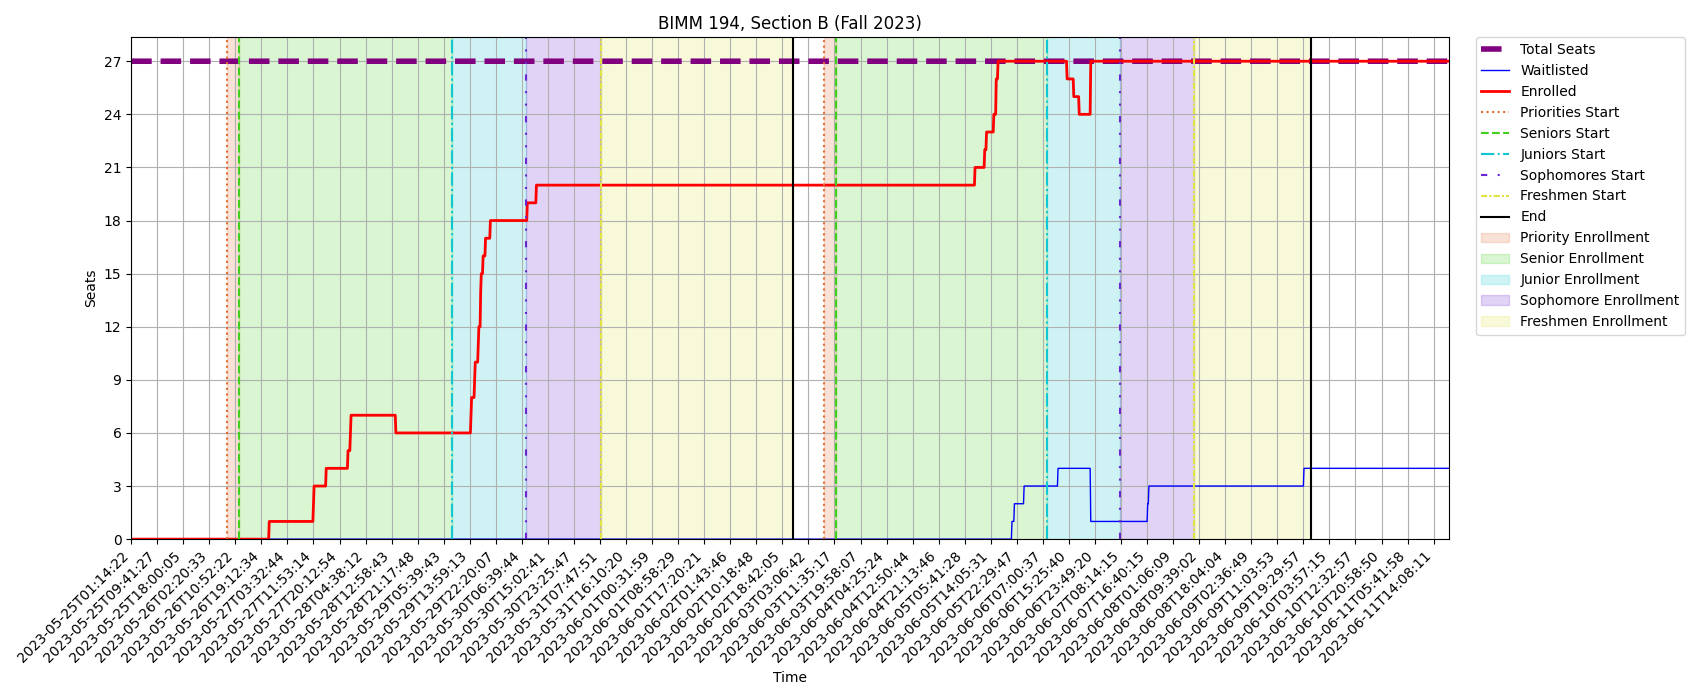 BIMM 194, Section B (Fall 2023)
Total Seats
Waitlisted
Enrolled
Priorities Start
Seniors Start
Juniors Start
Sophomores Start
Freshmen Start
End
Priority Enrollment
Senior Enrollment
Junior Enrollment
Sophomore Enrollment
Freshmen Enrollment
Seats
27
24
21
18
15
12
9
6
3
0
2023-05-25T01:14:22
2023-05-25T09:41:27
2023-05-25T18:00:05
2023-05-26T02:20:33
2023-05-26T10:52:22
2023-05-26T19:12:34
2023-05-27T03:32:44
2023-05-27T11:53:14
2023-05-27T20:12:54
2023-05-28T04:38:12
2023-05-28T12:58:43
2023-05-28T21:17:48
2023-05-29T05:39:43
2023-05-29T13:59:13
2023-05-29T22:20:07
2023-05-30T06:39:44
2023-05-30T15:02:41
2023-05-30T23:25:47
2023-05-31T07:47:51
2023-05-31T16:10:20
2023-06-01T00:31:59
2023-06-01T08:58:29
2023-06-01T17:20:21
2023-06-02T01:43:46
2023-06-02T10:18:48
2023-06-02T18:42:05
2023-06-03T03:06:42
2023-06-03T11:35:17
2023-06-03T19:58:07
2023-06-04T04:25:24
2023-06-04T12:50:44
2023-06-04T21:13:46
2023-06-05T05:41:28
2023-06-05T14:05:31
2023-06-05T22:29:47
2023-06-06T07:00:37
2023-06-06T15:25:40
2023-06-06T23:49:20
2023-06-07T08:14:15
2023-06-07T16:40:15
2023-06-08T01:06:09
2023-06-08T09:39:02
2023-06-08T18:04:04
2023-06-09T02:36:49
2023-06-09T11:03:53
2023-06-09T19:29:57
2023-06-10T03:57:15
2023-06-10T12:32:57
2023-06-10T20:58:50
2023-06-11T05:41:58
2023-06-11T14:08:11
Time